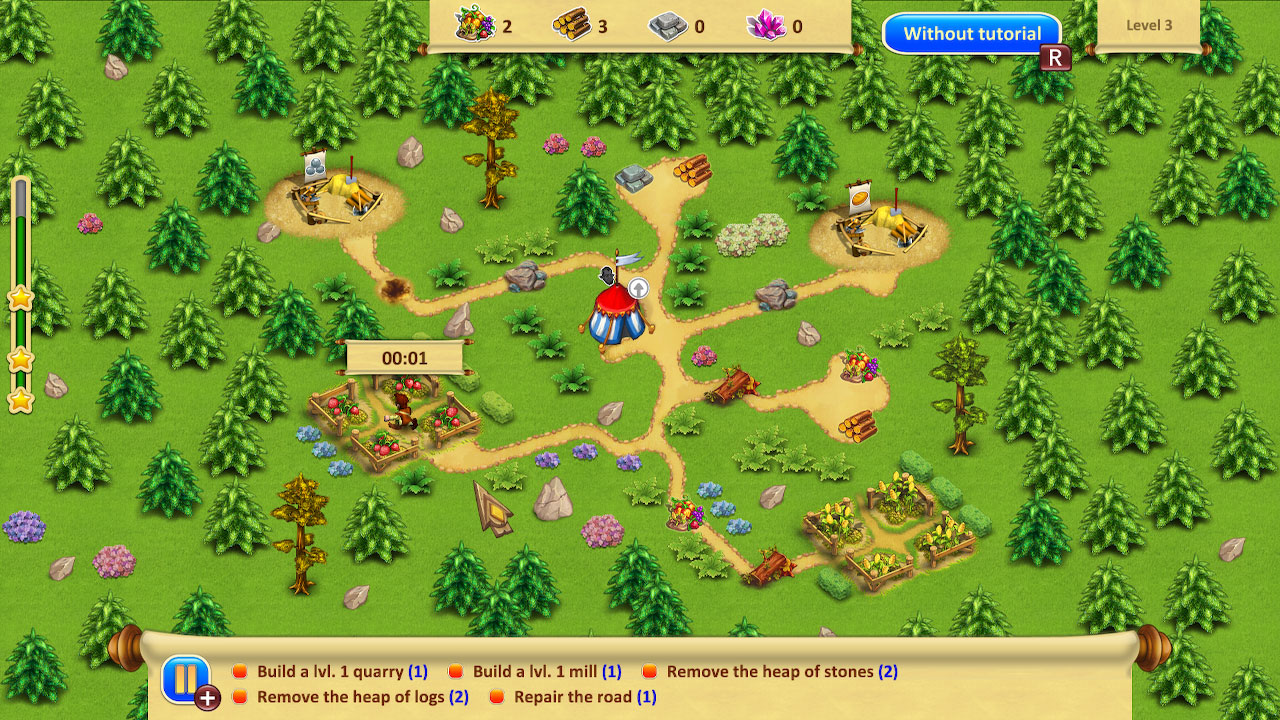 2 3 0 0
Without tutorial
R
Level 3
00:01
Build a lvl. 1 quarry (1) Build a lvl. 1 mill (1) Remove the heap of stones (2)
Remove the heap of logs (2) Repair the road (1)